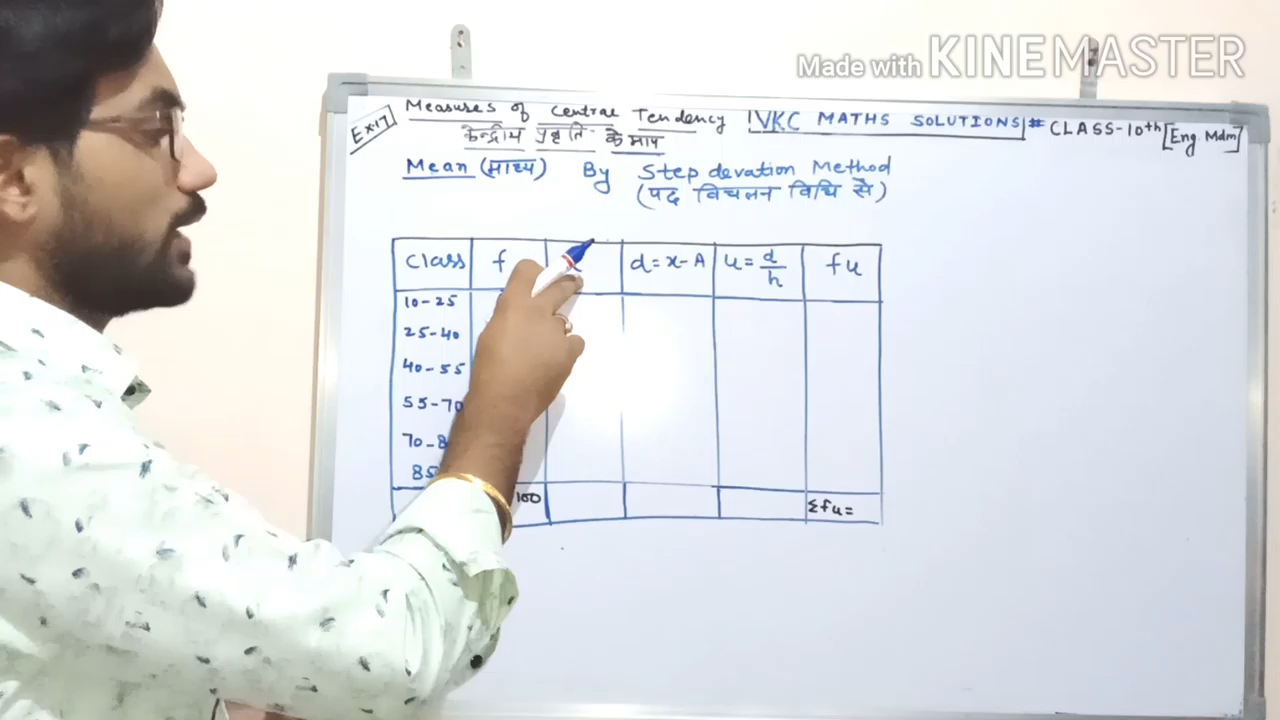 Made with KINEMASTER
Ex-17 Measures of Central Tendency VKC MATHS SOLUTIONS # CLASS-10th [Eng. Mdm]
केन्द्रीय प्रवृति के माप
Mean (माध्य) By Step devation Method
(पद विचलन विधि से)
Class f d = x - A u = d/h fu
10-25
25-40
40-55
55-70
70-8
85
100 Σfu =